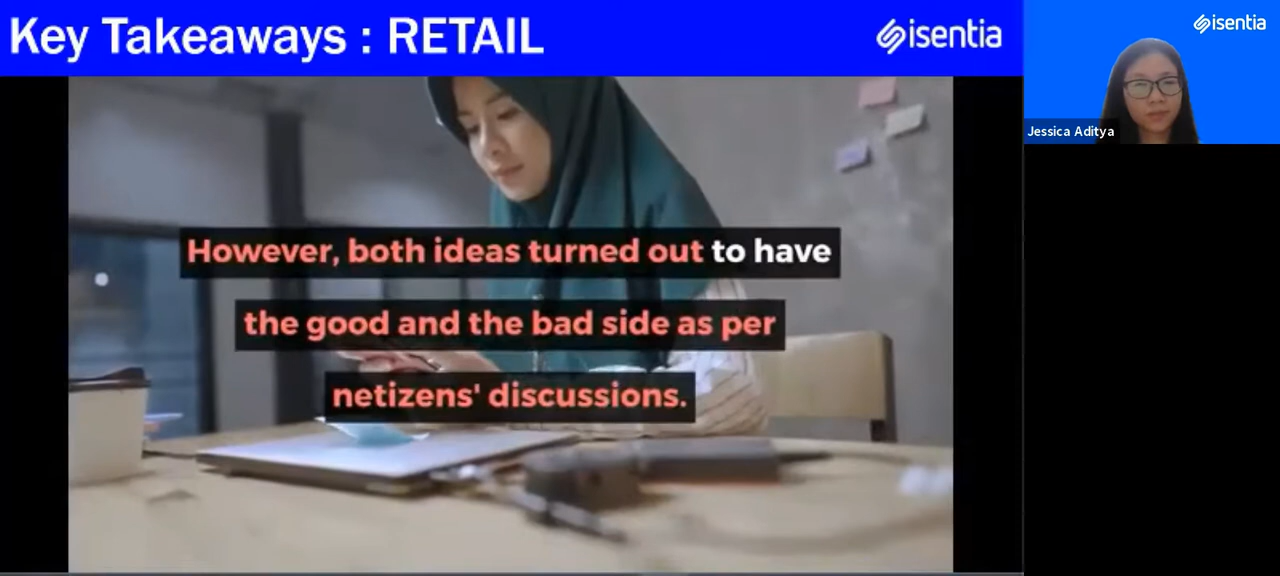 Key Takeaways : RETAIL
isentia
isentia
Jessica Aditya
However, both ideas turned out to have
the good and the bad side as per
netizens' discussions.